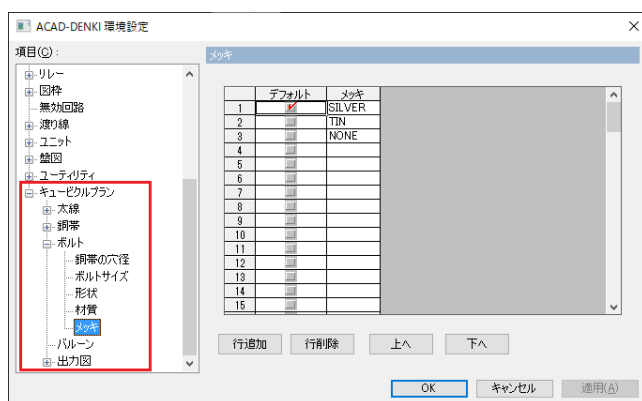 ACAD-DENKI 環境設定
項目(C) :
リレー
図枠
無効回路
渡り線
ユニット
盤図
ユーティリティ
キュービクルプラン
太線
銅帯
ボルト
銅帯の穴径
ボルトサイズ
形状
材質
メッキ
バルーン
出力図
メッキ
デフォルト メッキ
1 SILVER
2 TIN
3 NONE
4
5
6
7
8
9
10
11
12
13
14
15
行追加 行削除 上へ 下へ
OK キャンセル 適用(A)